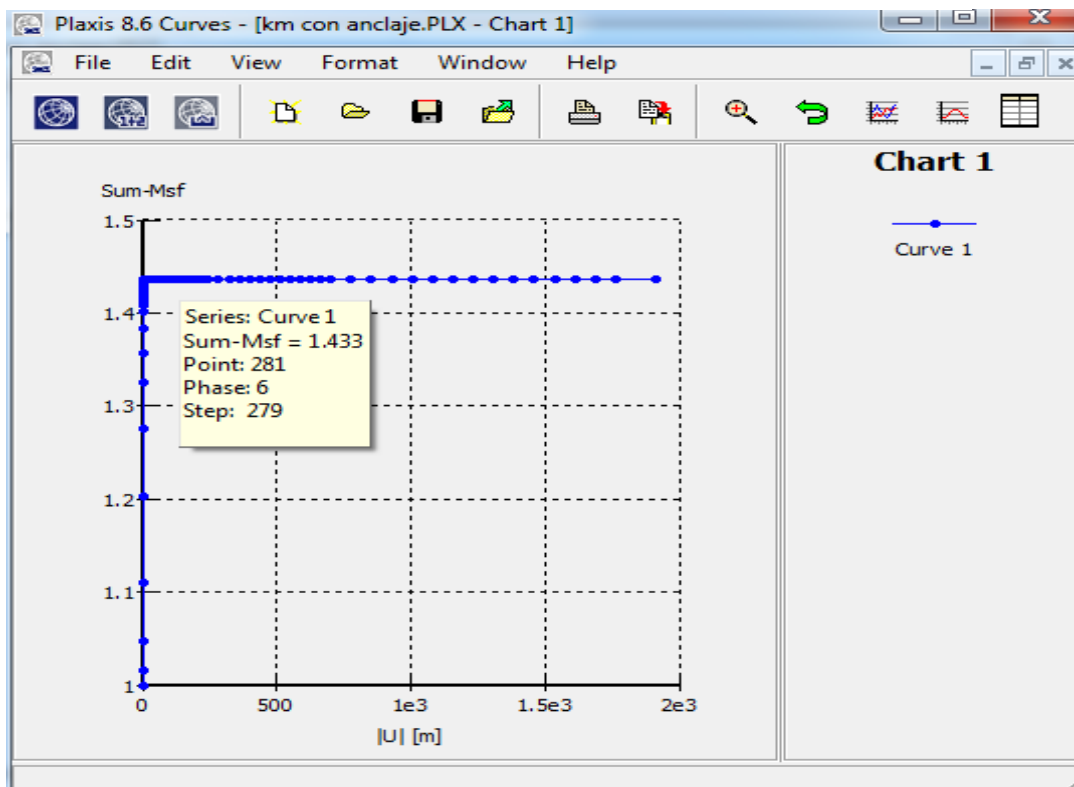 Plaxis 8.6 Curves - [km con anclaje.PLX - Chart 1]
File Edit View Format Window Help
Chart 1
Curve 1
Sum-Msf
1.5
1.4
1.3
1.2
1.1
1
0 500 1e3 1.5e3 2e3
|U| [m]
Series: Curve 1
Sum-Msf = 1.433
Point: 281
Phase: 6
Step: 279